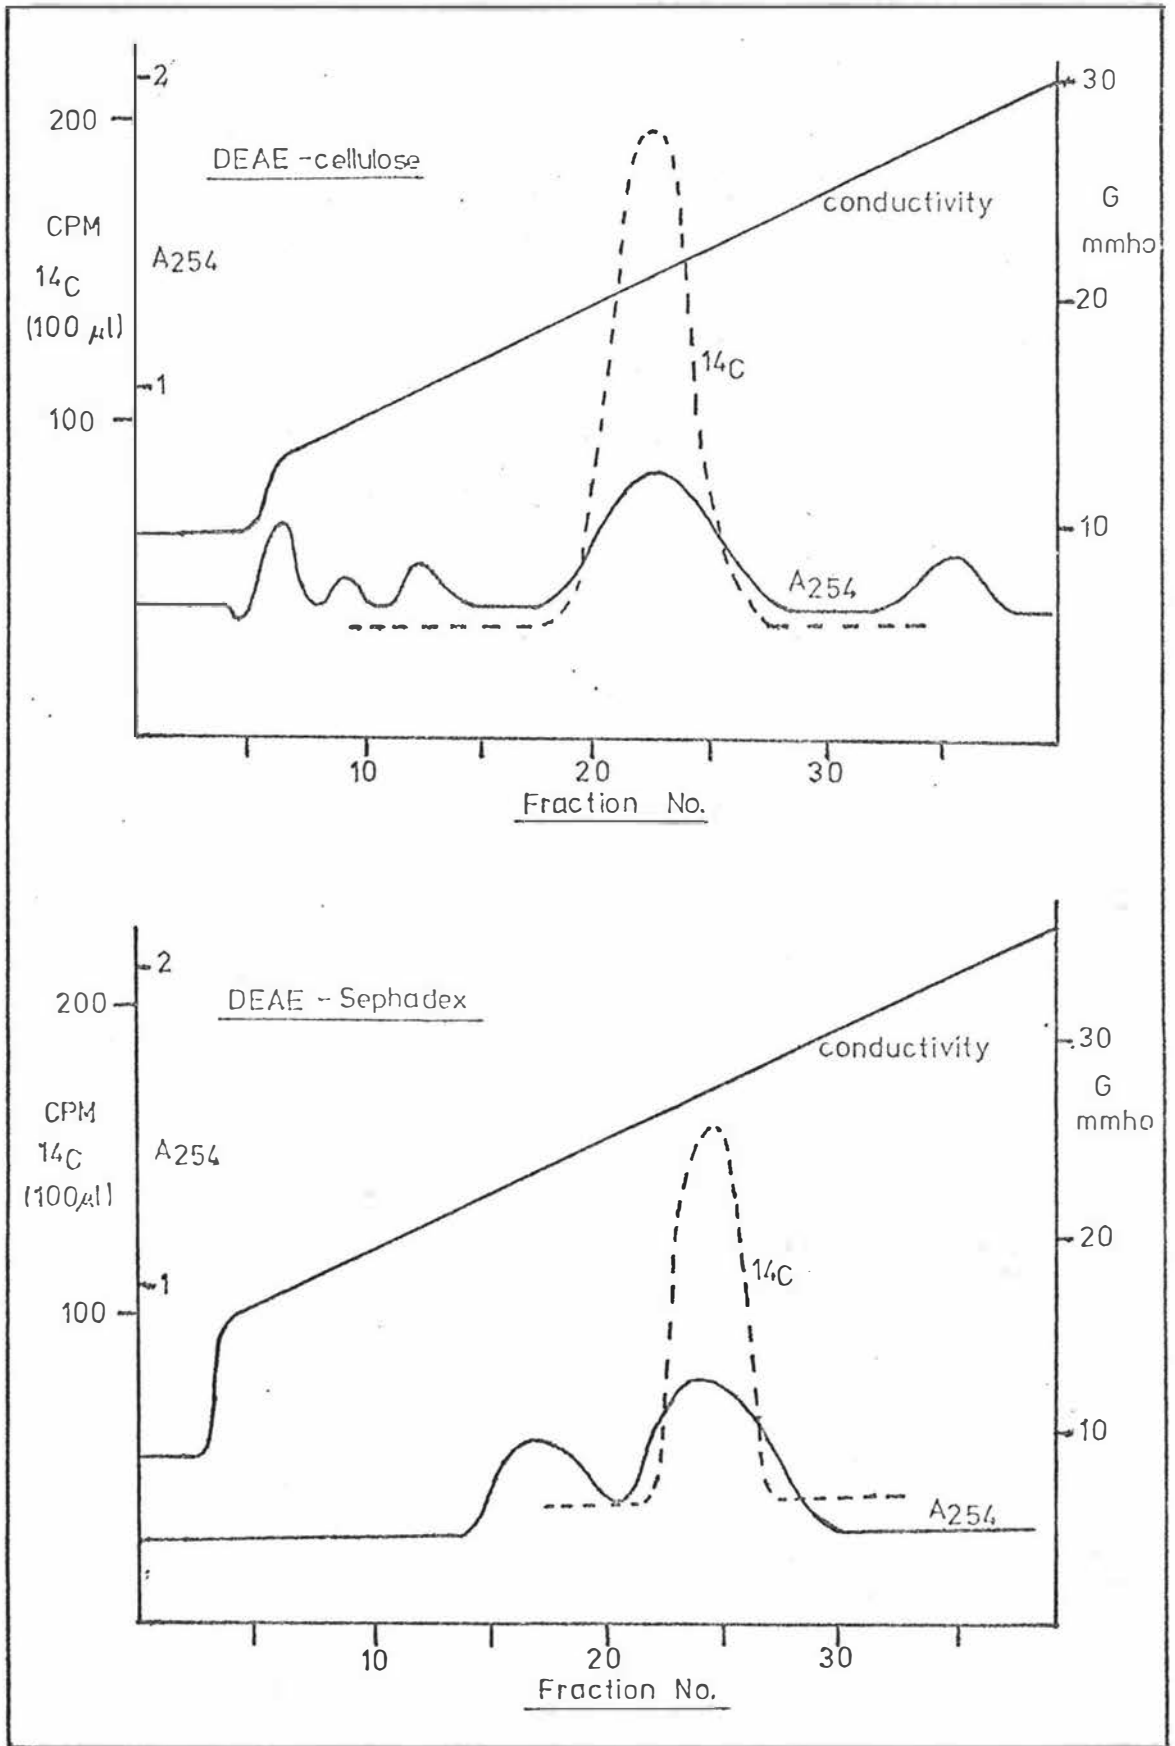 2
200
DEAE-cellulose
30
CPM
14C
(100 µl)
A254
conductivity
G
mmho
20
14C
1
100
10
A254
10
20
30
Fraction No.
2
200
DEAE - Sephadex
30
conductivity
G
mmho
CPM
14C
(100µl)
A254
20
14C
1
100
10
A254
10
20
30
Fraction No.